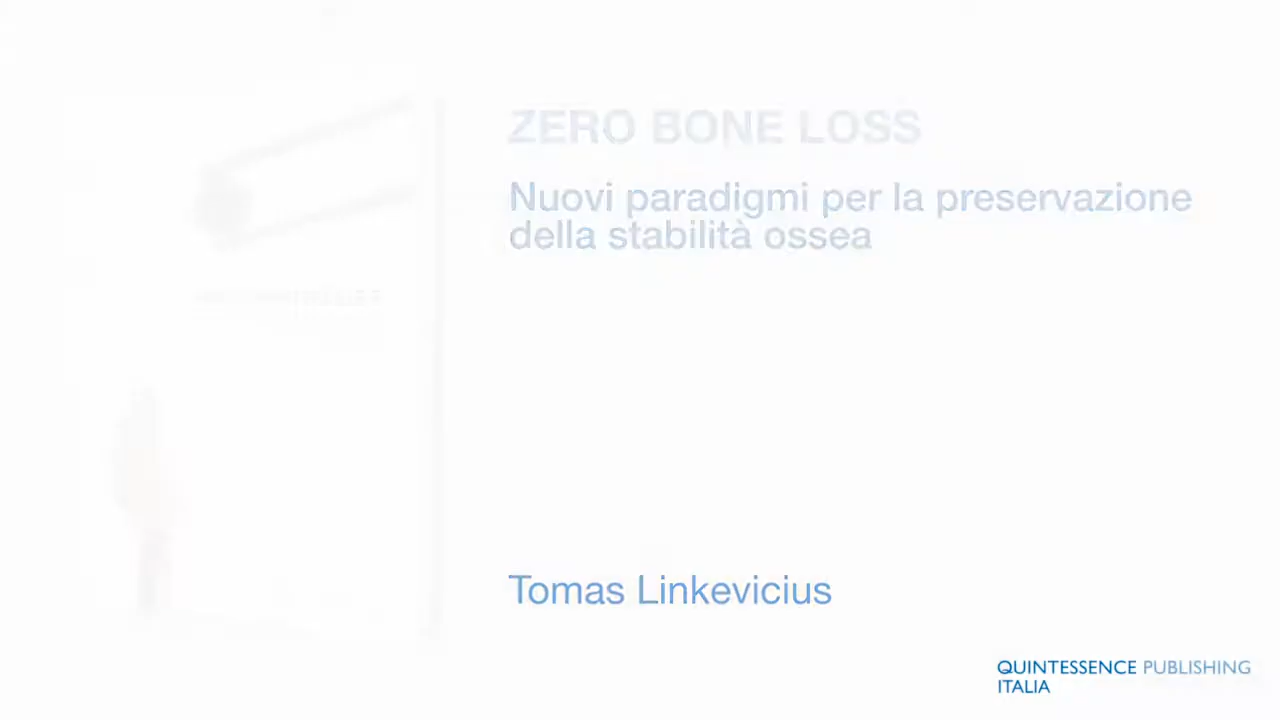 ZERO BONE LOSS
Nuovi paradigmi per la preservazione
della stabilità ossea
Tomas Linkevicius
QUINTESSENCE PUBLISHING
ITALIA